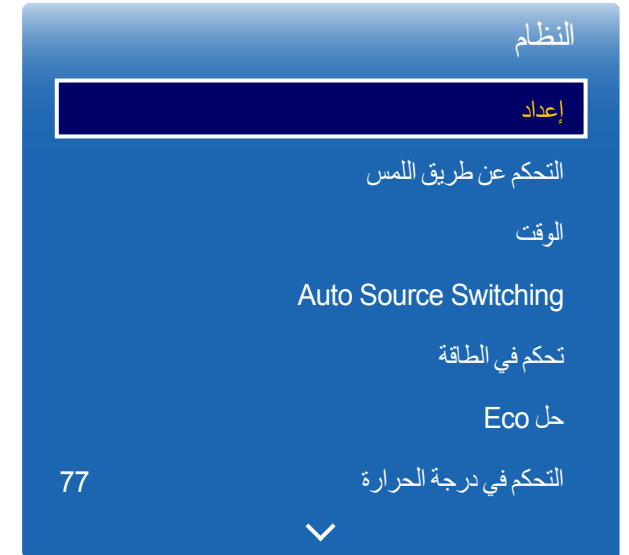 النظام
إعداد
التحكم عن طريق اللمس
الوقت
Auto Source Switching
تحكم في الطاقة
حل Eco
التحكم في درجة الحرارة 77